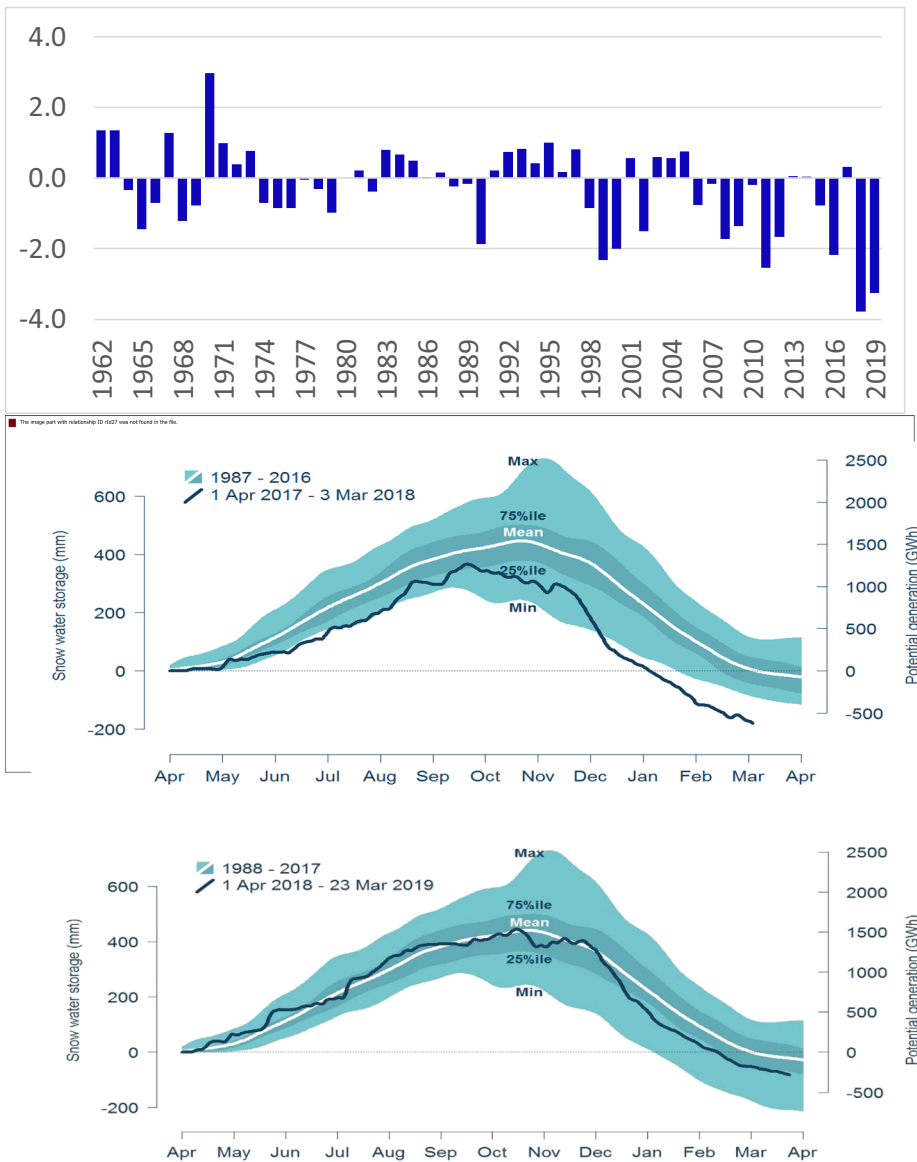 4.0
2.0
0.0
-2.0
-4.0
1962 1965 1968 1971 1974 1977 1980 1983 1986 1989 1992 1995 1998 2001 2004 2007 2010 2013 2016 2019
The image part with relationship ID rId27 was not found in the file.
1987 - 2016
1 Apr 2017 - 3 Mar 2018
Max
75%ile
Mean
25%ile
Min
Snow water storage (mm)
600
400
200
0
-200
2500
2000
1500
1000
500
0
-500
Potential generation (GWh)
Apr May Jun Jul Aug Sep Oct Nov Dec Jan Feb Mar Apr
1988 - 2017
1 Apr 2018 - 23 Mar 2019
Max
75%ile
Mean
25%ile
Min
Snow water storage (mm)
600
400
200
0
-200
2500
2000
1500
1000
500
0
-500
Potential generation (GWh)
Apr May Jun Jul Aug Sep Oct Nov Dec Jan Feb Mar Apr